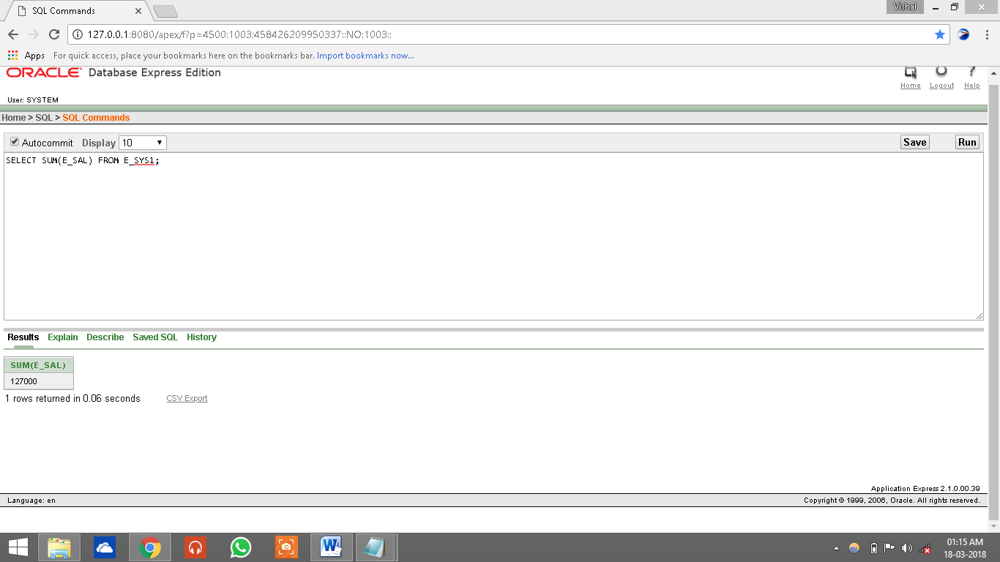 SQL Commands
Vishal
127.0.0.1:8080/apex/f?p=4500:1003:458426209950337::NO:1003::
Apps For quick access, place your bookmarks here on the bookmarks bar. Import bookmarks now...
ORACLE Database Express Edition
Home Logout Help
User: SYSTEM
Home > SQL > SQL Commands
Autocommit Display 10 Save Run
SELECT SUM(E_SAL) FROM E_SYS1;
Results Explain Describe Saved SQL History
SUM(E_SAL)
127000
1 rows returned in 0.06 seconds CSV Export
Application Express 2.1.0.00.39
Language: en Copyright © 1999, 2006, Oracle. All rights reserved.
01:15 AM
18-03-2018